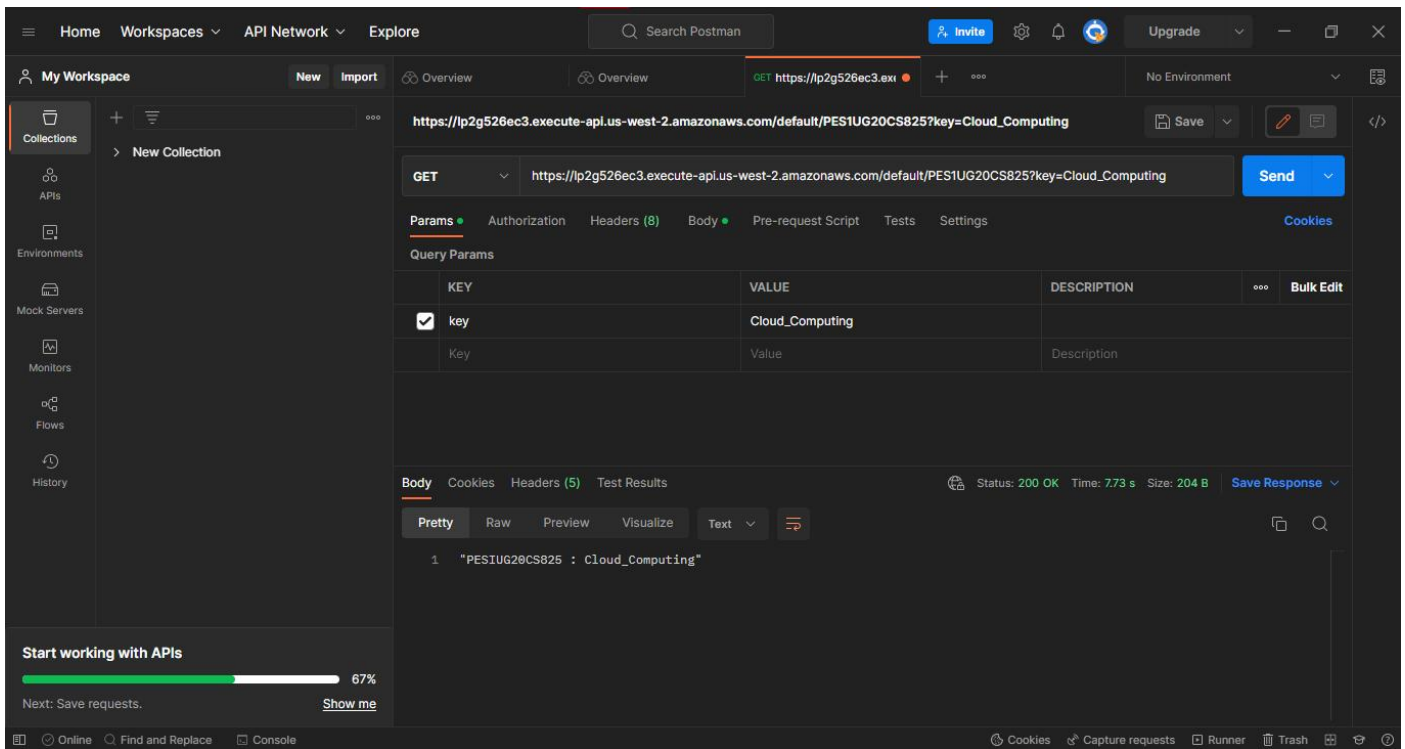 Home Workspaces API Network Explore Search Postman Invite Upgrade
My Workspace New Import Overview Overview GET https://lp2g526ec3.exe No Environment
Collections
New Collection
APIs
Environments
Mock Servers
Monitors
Flows
History
https://lp2g526ec3.execute-api.us-west-2.amazonaws.com/default/PES1UG20CS825?key=Cloud_Computing Save
GET https://lp2g526ec3.execute-api.us-west-2.amazonaws.com/default/PES1UG20CS825?key=Cloud_Computing Send
Params Authorization Headers (8) Body Pre-request Script Tests Settings Cookies
Query Params
KEY VALUE DESCRIPTION Bulk Edit
key Cloud_Computing
Key Value Description
Body Cookies Headers (5) Test Results Status: 200 OK Time: 7.73 s Size: 204 B Save Response
Pretty Raw Preview Visualize Text
1 "PESIUG20CS825 : Cloud_Computing"
Start working with APIs
67%
Next: Save requests. Show me
Online Find and Replace Console Cookies Capture requests Runner Trash